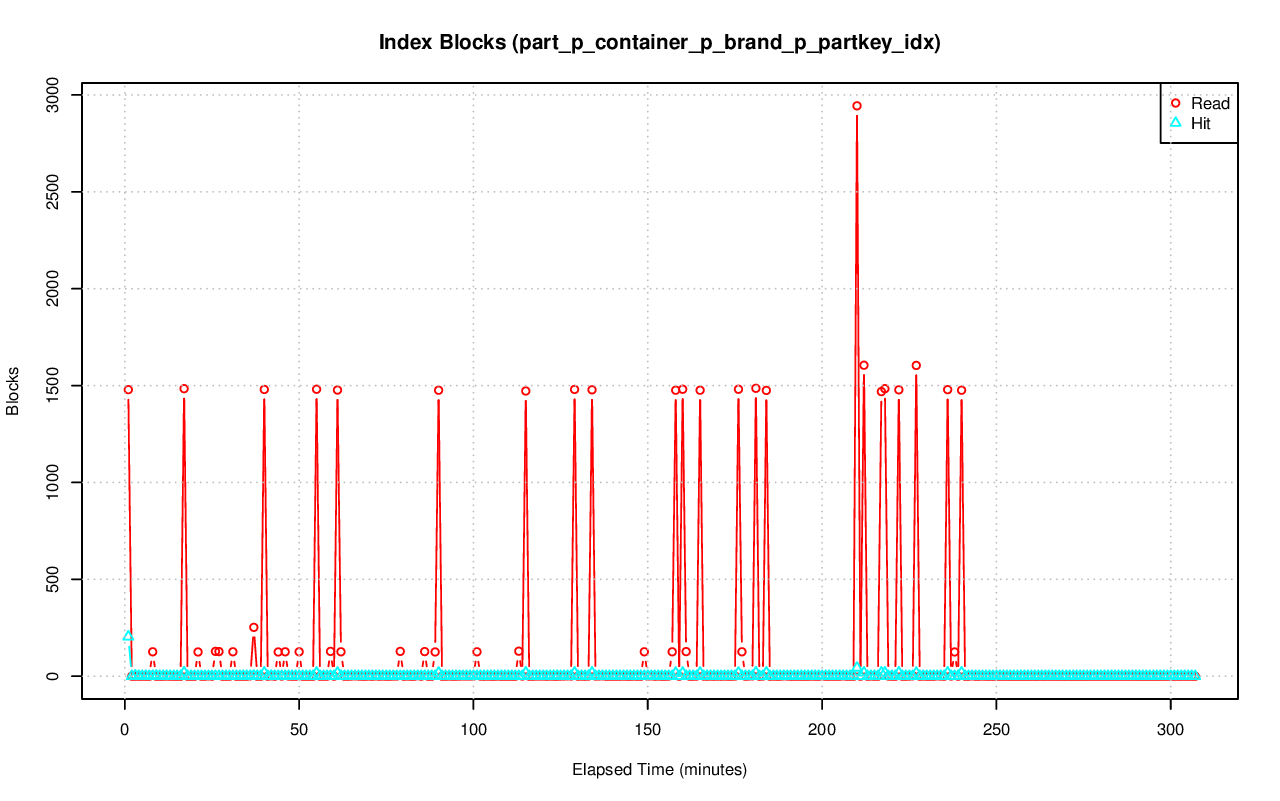 Index Blocks (part_p_container_p_brand_p_partkey_idx)
Read
Hit
3000
2500
2000
1500
1000
500
0
Blocks
0 50 100 150 200 250 300
Elapsed Time (minutes)